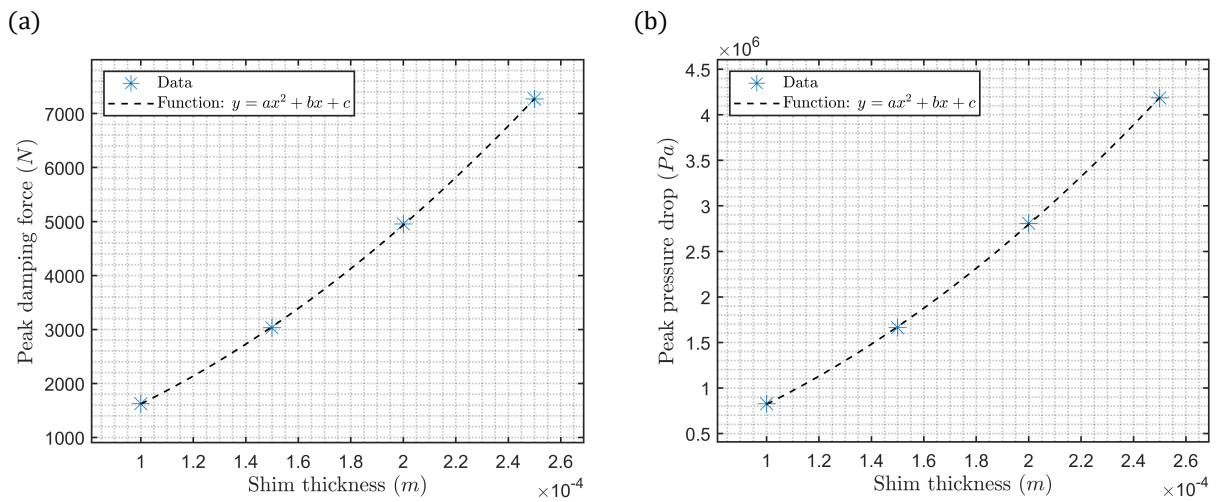 (a)
Data
Function: y = ax² + bx + c
Peak damping force (N)
7000
6000
5000
4000
3000
2000
1000
1 1.2 1.4 1.6 1.8 2 2.2 2.4 2.6
Shim thickness (m)
×10⁻⁴
(b)
×10⁶
Data
Function: y = ax² + bx + c
Peak pressure drop (Pa)
4.5
4
3.5
3
2.5
2
1.5
1
0.5
1 1.2 1.4 1.6 1.8 2 2.2 2.4 2.6
Shim thickness (m)
×10⁻⁴